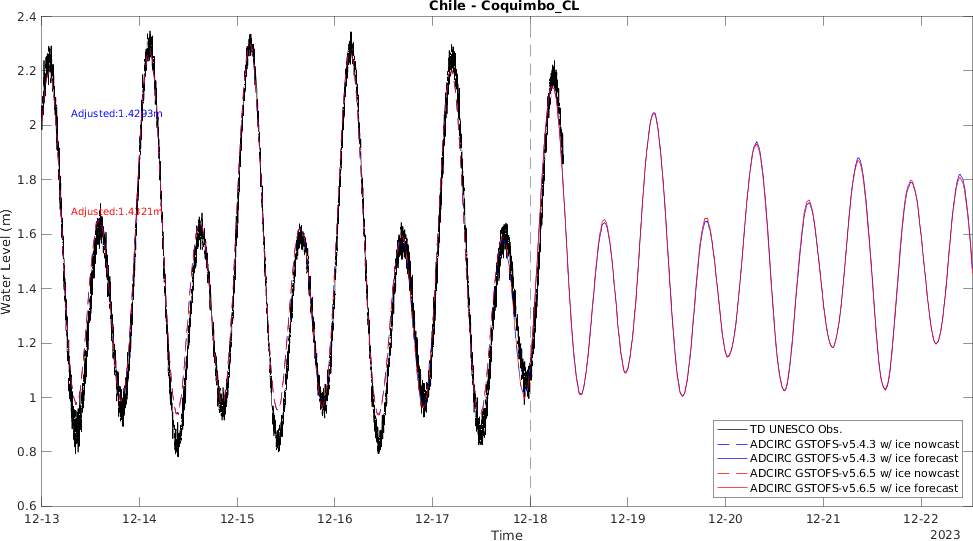 Chile - Coquimbo_CL
2.4
2.2
2
1.8
1.6
1.4
1.2
1
0.8
0.6
Water Level (m)
Adjusted:1.4293m
Adjusted:1.4321m
TD UNESCO Obs.
ADCIRC GSTOFS-v5.4.3 w/ ice nowcast
ADCIRC GSTOFS-v5.4.3 w/ ice forecast
ADCIRC GSTOFS-v5.6.5 w/ ice nowcast
ADCIRC GSTOFS-v5.6.5 w/ ice forecast
12-13 12-14 12-15 12-16 12-17 12-18 12-19 12-20 12-21 12-22
Time
2023